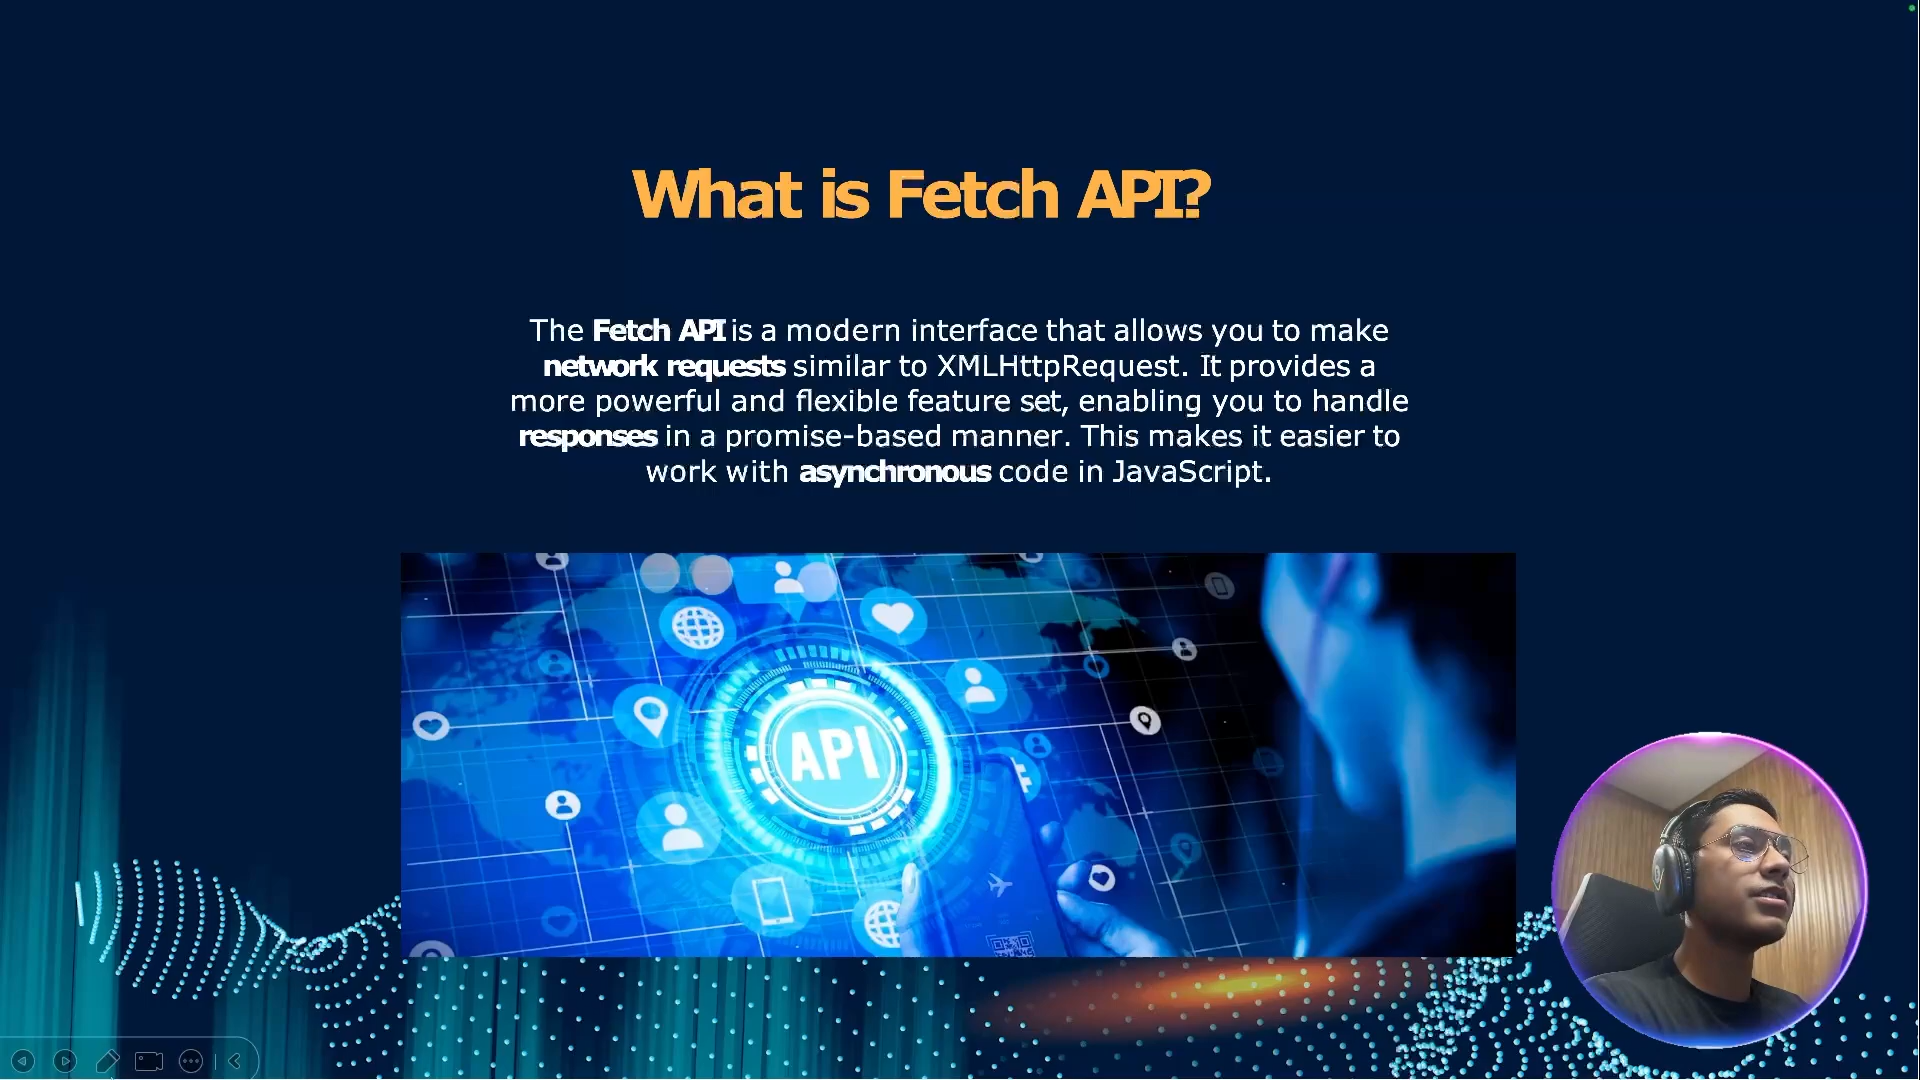 What is Fetch API?
The Fetch API is a modern interface that allows you to make
network requests similar to XMLHttpRequest. It provides a
more powerful and flexible feature set, enabling you to handle
responses in a promise-based manner. This makes it easier to
work with asynchronous code in JavaScript.
API